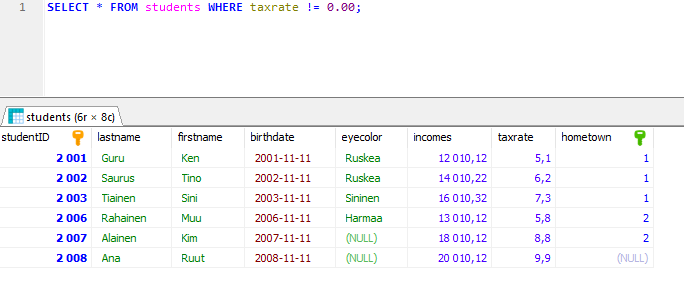 1 SELECT * FROM students WHERE taxrate != 0.00;
students (6r × 8c)
studentID lastname firstname birthdate eyecolor incomes taxrate hometown
2 001 Guru Ken 2001-11-11 Ruskea 12 010,12 5,1 1
2 002 Saurus Tino 2002-11-11 Ruskea 14 010,22 6,2 1
2 003 Tiainen Sini 2003-11-11 Sininen 16 010,32 7,3 1
2 006 Rahainen Muu 2006-11-11 Harmaa 13 010,12 5,8 2
2 007 Alainen Kim 2007-11-11 (NULL) 18 010,12 8,8 2
2 008 Ana Ruut 2008-11-11 (NULL) 20 010,12 9,9 (NULL)